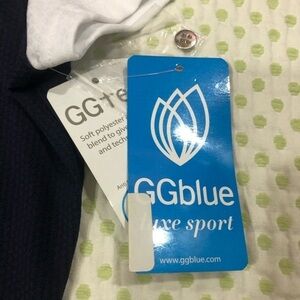 GGte
Soft polyester
blend to give
and techn
GGblue
luxe sport
www.ggblue.com